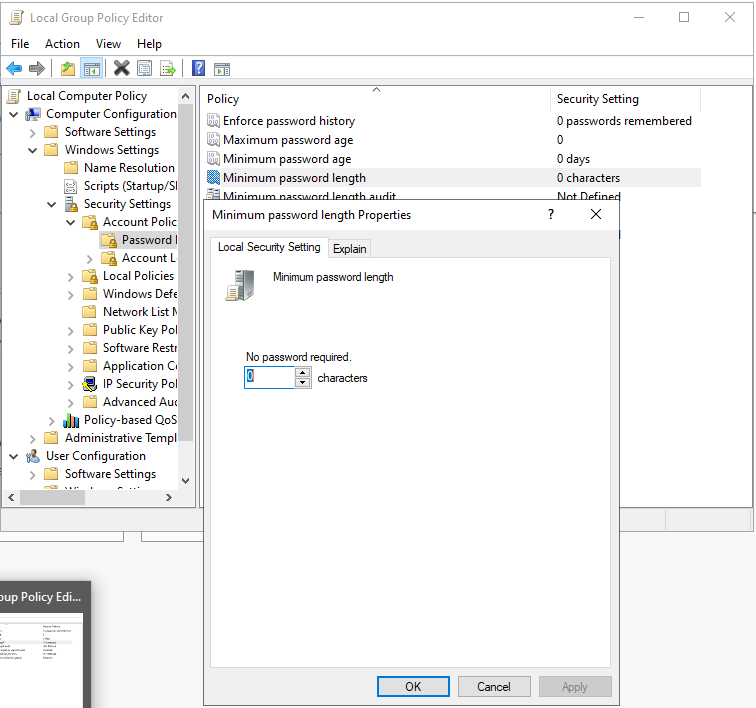 Local Group Policy Editor
File Action View Help
Local Computer Policy
Computer Configuration
Software Settings
Windows Settings
Name Resolution
Scripts (Startup/Sh
Security Settings
Account Polic
Password
Account L
Local Policies
Windows Defe
Network List M
Public Key Pol
Software Restr
Application Co
IP Security Pol
Advanced Aud
Policy-based QoS
Administrative Templ
User Configuration
Software Settings
Policy Security Setting
Enforce password history 0 passwords remembered
Maximum password age 0
Minimum password age 0 days
Minimum password length 0 characters
Minimum password length audit Not Defined
Minimum password length Properties ?
Local Security Setting Explain
Minimum password length
No password required.
0 characters
OK Cancel Apply
oup Policy Edi...